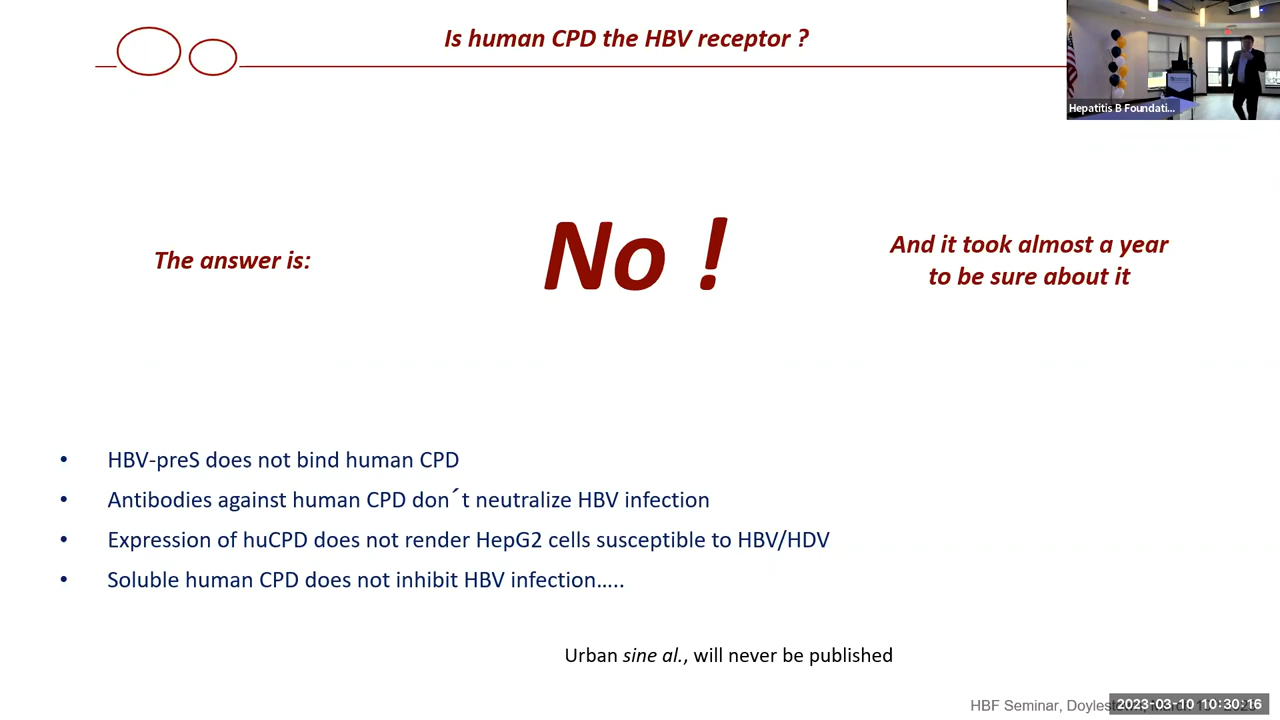 Is human CPD the HBV receptor ?
Hepatitis B Foundati...
The answer is:
No !
And it took almost a year
to be sure about it
• HBV-preS does not bind human CPD
• Antibodies against human CPD don´t neutralize HBV infection
• Expression of huCPD does not render HepG2 cells susceptible to HBV/HDV
• Soluble human CPD does not inhibit HBV infection…..
Urban sine al., will never be published
HBF Seminar,
2023-03-10 10:30:16